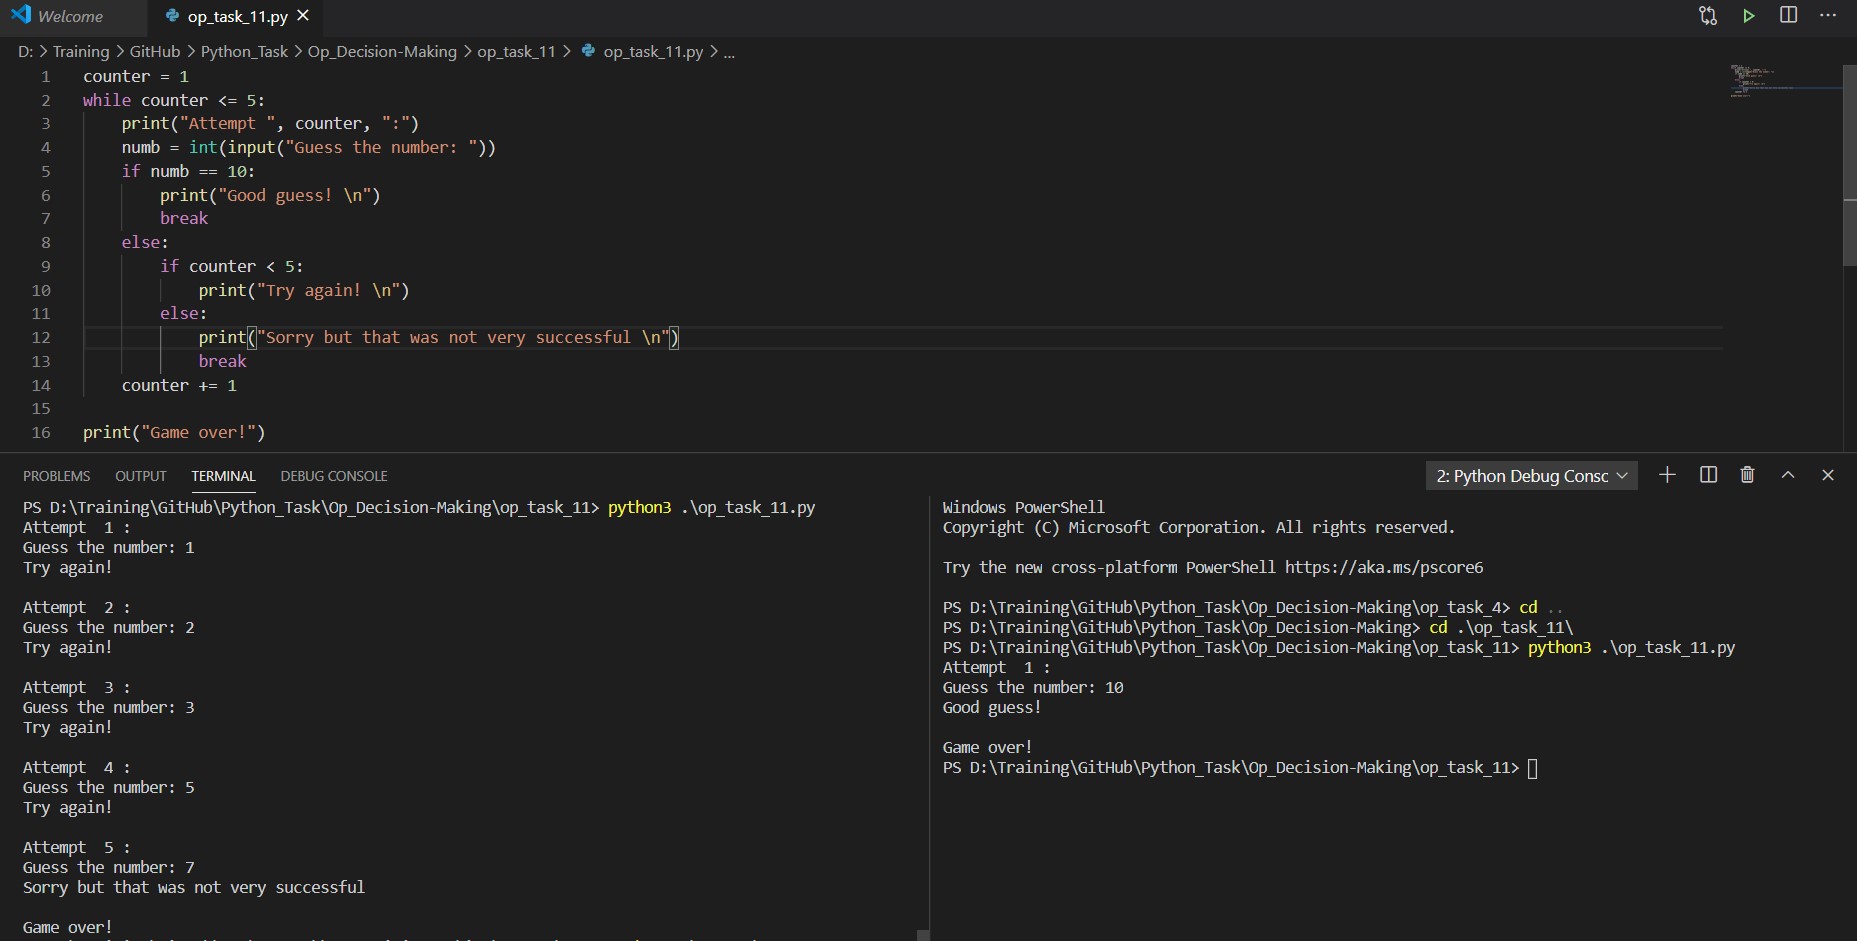 Welcome
op_task_11.py
D: > Training > GitHub > Python_Task > Op_Decision-Making > op_task_11 > op_task_11.py > ...
1 counter = 1
2 while counter <= 5:
3     print("Attempt ", counter, ":")
4     numb = int(input("Guess the number: "))
5     if numb == 10:
6         print("Good guess! \n")
7         break
8     else:
9         if counter < 5:
10             print("Try again! \n")
11         else:
12             print("Sorry but that was not very successful \n")
13             break
14     counter += 1
15
16 print("Game over!")
PROBLEMS OUTPUT TERMINAL DEBUG CONSOLE
2: Python Debug Consc
PS D:\Training\GitHub\Python_Task\Op_Decision-Making\op_task_11> python3 .\op_task_11.py
Attempt  1 :
Guess the number: 1
Try again!
Attempt  2 :
Guess the number: 2
Try again!
Attempt  3 :
Guess the number: 3
Try again!
Attempt  4 :
Guess the number: 5
Try again!
Attempt  5 :
Guess the number: 7
Sorry but that was not very successful
Game over!
Windows PowerShell
Copyright (C) Microsoft Corporation. All rights reserved.
Try the new cross-platform PowerShell https://aka.ms/pscore6
PS D:\Training\GitHub\Python_Task\Op_Decision-Making\op_task_4> cd ..
PS D:\Training\GitHub\Python_Task\Op_Decision-Making> cd .\op_task_11\
PS D:\Training\GitHub\Python_Task\Op_Decision-Making\op_task_11> python3 .\op_task_11.py
Attempt  1 :
Guess the number: 10
Good guess!
Game over!
PS D:\Training\GitHub\Python_Task\Op_Decision-Making\op_task_11>